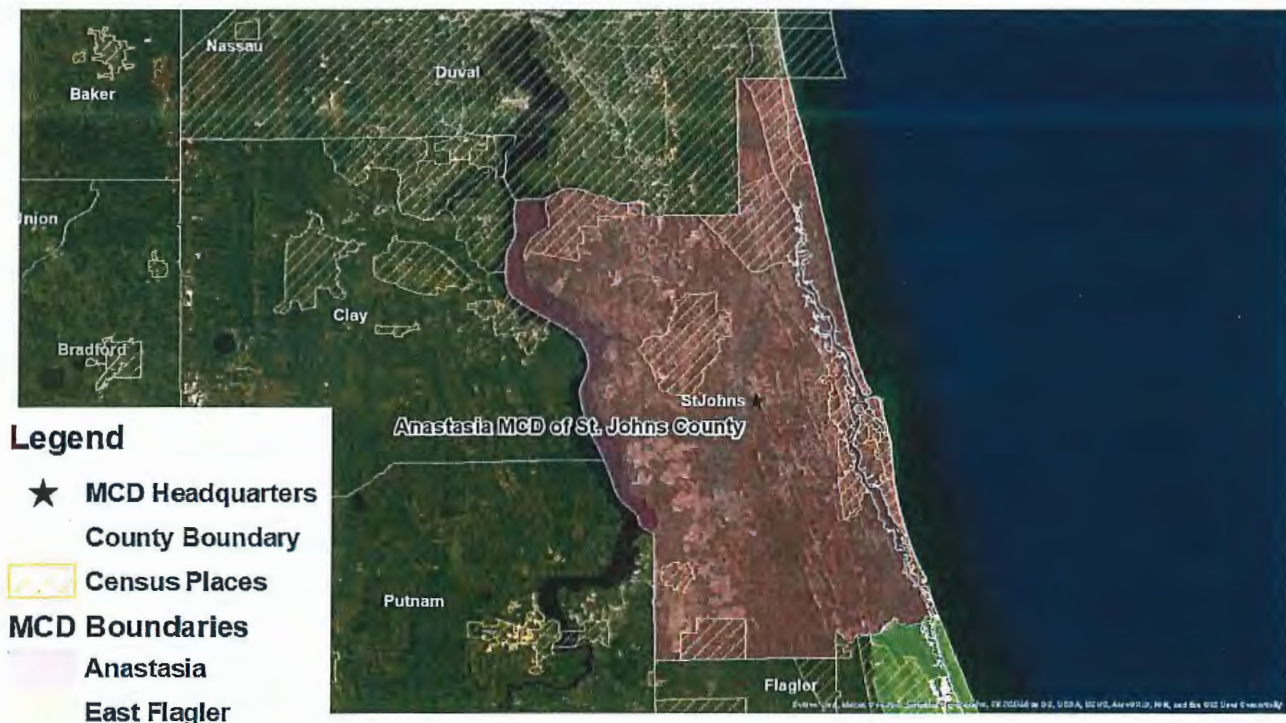 Nassau
Baker
Duval
Union
Clay
Bradford
StJohns
Anastasia MCD of St. Johns County
Putnam
Flagler
Legend
MCD Headquarters
County Boundary
Census Places
MCD Boundaries
Anastasia
East Flagler